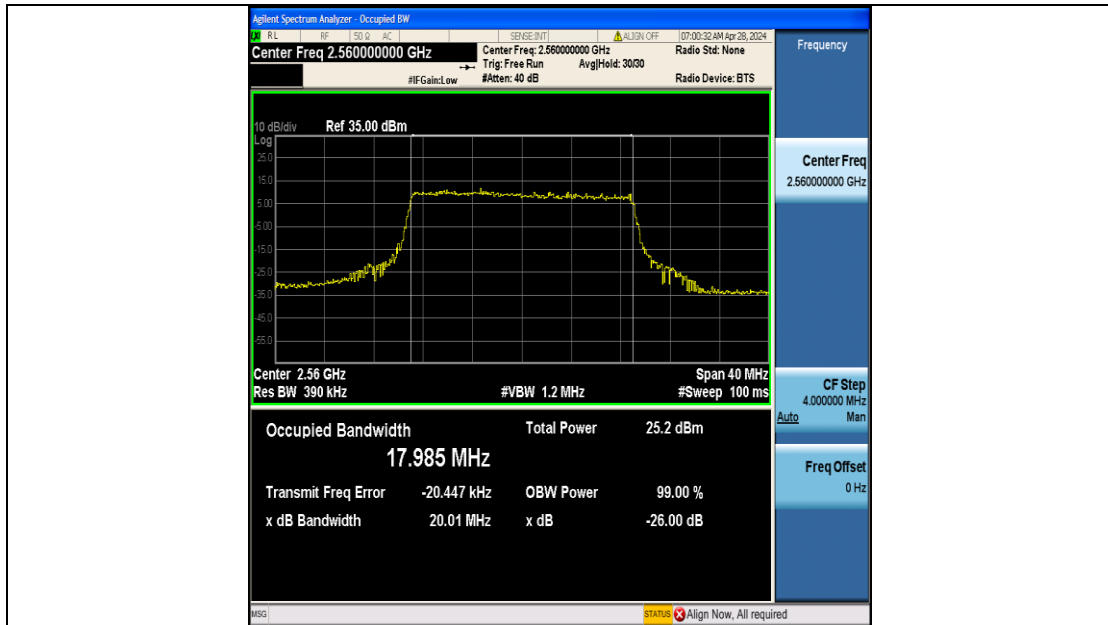 Agilent Spectrum Analyzer - Occupied BW
RL RF 50 Ω AC SENSE:INT ALIGN OFF 07:00:32 AM Apr 28, 2024
Center Freq 2.560000000 GHz
Center Freq: 2.560000000 GHz Radio Std: None
Trig: Free Run Avg|Hold: 30/30
#IFGain:Low #Atten: 40 dB Radio Device: BTS
Frequency
10 dB/div Ref 35.00 dBm
Log
25.0
15.0
5.00
-5.00
-15.0
-25.0
-35.0
-45.0
-55.0
Center 2.56 GHz Span 40 MHz
Res BW 390 kHz #VBW 1.2 MHz #Sweep 100 ms
Center Freq
2.560000000 GHz
CF Step
4.000000 MHz
Auto Man
Freq Offset
0 Hz
Occupied Bandwidth Total Power 25.2 dBm
17.985 MHz
Transmit Freq Error -20.447 kHz OBW Power 99.00 %
x dB Bandwidth 20.01 MHz x dB -26.00 dB
MSG STATUS Align Now, All required